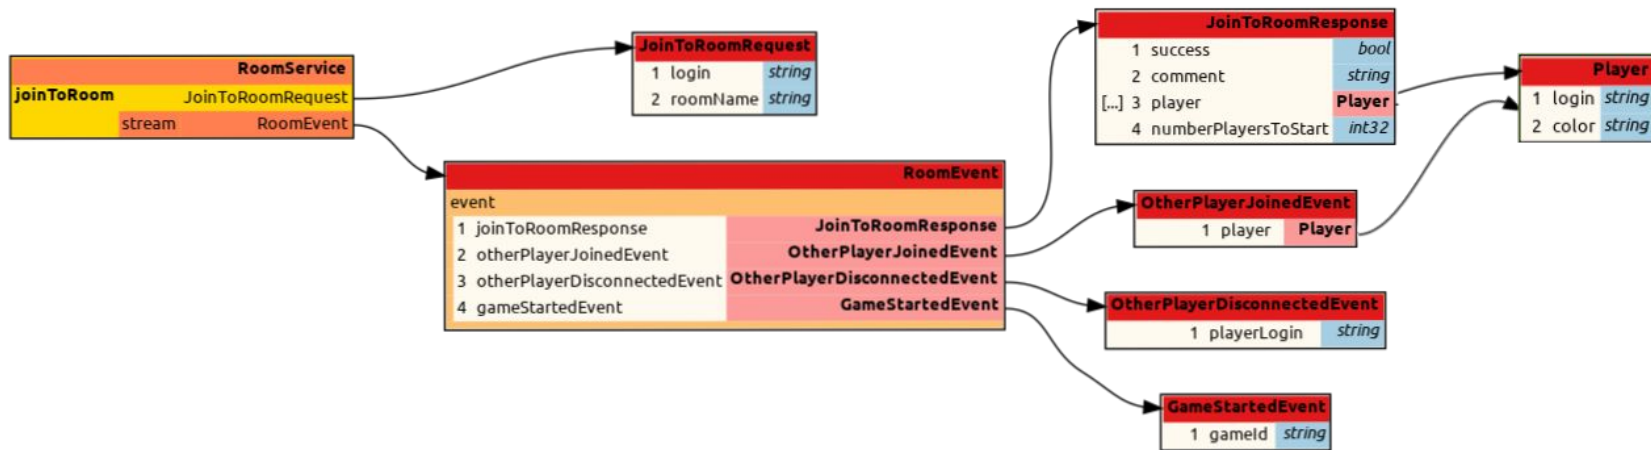 RoomService
joinToRoom JoinToRoomRequest
stream RoomEvent
JoinToRoomRequest
1 login string
2 roomName string
RoomEvent
event
1 joinToRoomResponse JoinToRoomResponse
2 otherPlayerJoinedEvent OtherPlayerJoinedEvent
3 otherPlayerDisconnectedEvent OtherPlayerDisconnectedEvent
4 gameStartedEvent GameStartedEvent
JoinToRoomResponse
1 success bool
2 comment string
[...] 3 player Player
4 numberPlayersToStart int32
OtherPlayerJoinedEvent
1 player Player
OtherPlayerDisconnectedEvent
1 playerLogin string
GameStartedEvent
1 gameId string
Player
1 login string
2 color string